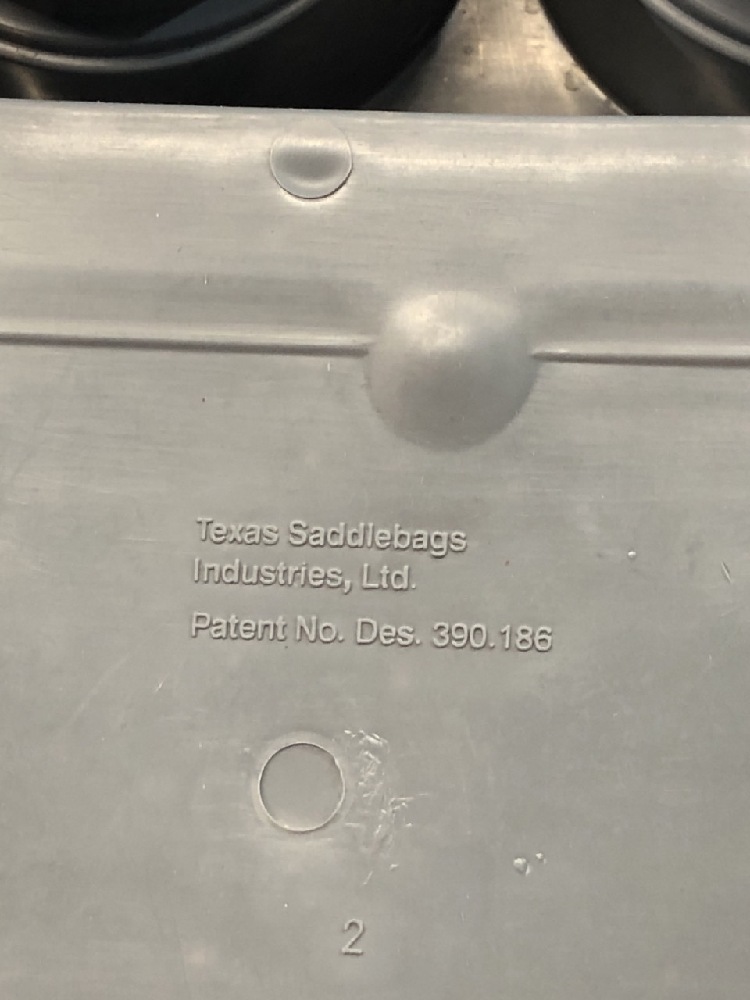 Texas Saddlebags
Industries, Ltd.
Patent No. Des. 390.186
2